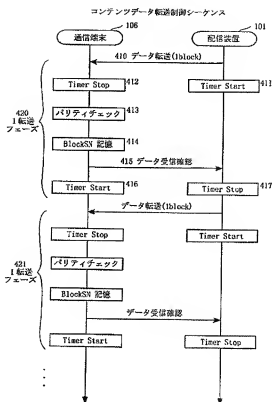 コンテンツデータ転送制御シーケンス
106
101
通信端末
配信装置
410 データ転送(1block)
Timer Stop
412
Timer Start
411
420
1転送
フェーズ
パリティチェック
413
BlockSN 記憶
414
415 データ受信確認
Timer Start
416
Timer Stop
417
データ転送(1block)
Timer Stop
Timer Start
パリティチェック
421
1転送
フェーズ
BlockSN 記憶
データ受信確認
Timer Start
Timer Stop